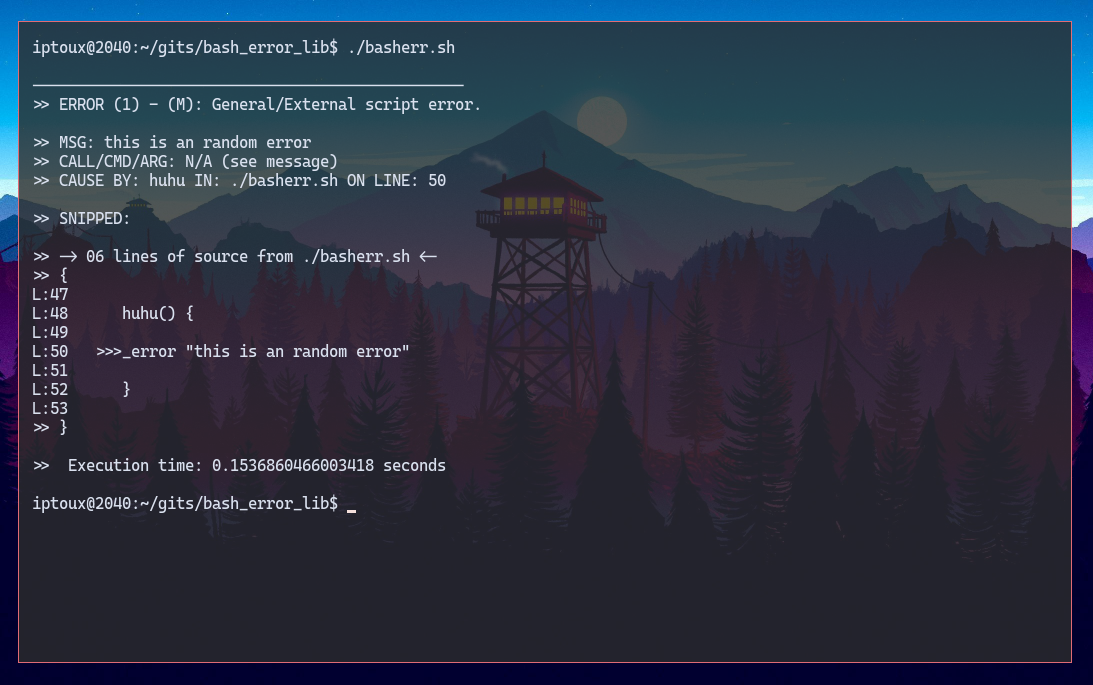 iptoux@2040:~/gits/bash_error_lib$ ./basherr.sh
>> ERROR (1) - (M): General/External script error.
>> MSG: this is an random error
>> CALL/CMD/ARG: N/A (see message)
>> CAUSE BY: huhu IN: ./basherr.sh ON LINE: 50
>> SNIPPED:
>> -> 06 lines of source from ./basherr.sh <-
>> {
L:47
L:48      huhu() {
L:49
L:50   >>>_error "this is an random error"
L:51
L:52      }
L:53
>> }
>>  Execution time: 0.1536860466003418 seconds
iptoux@2040:~/gits/bash_error_lib$ _